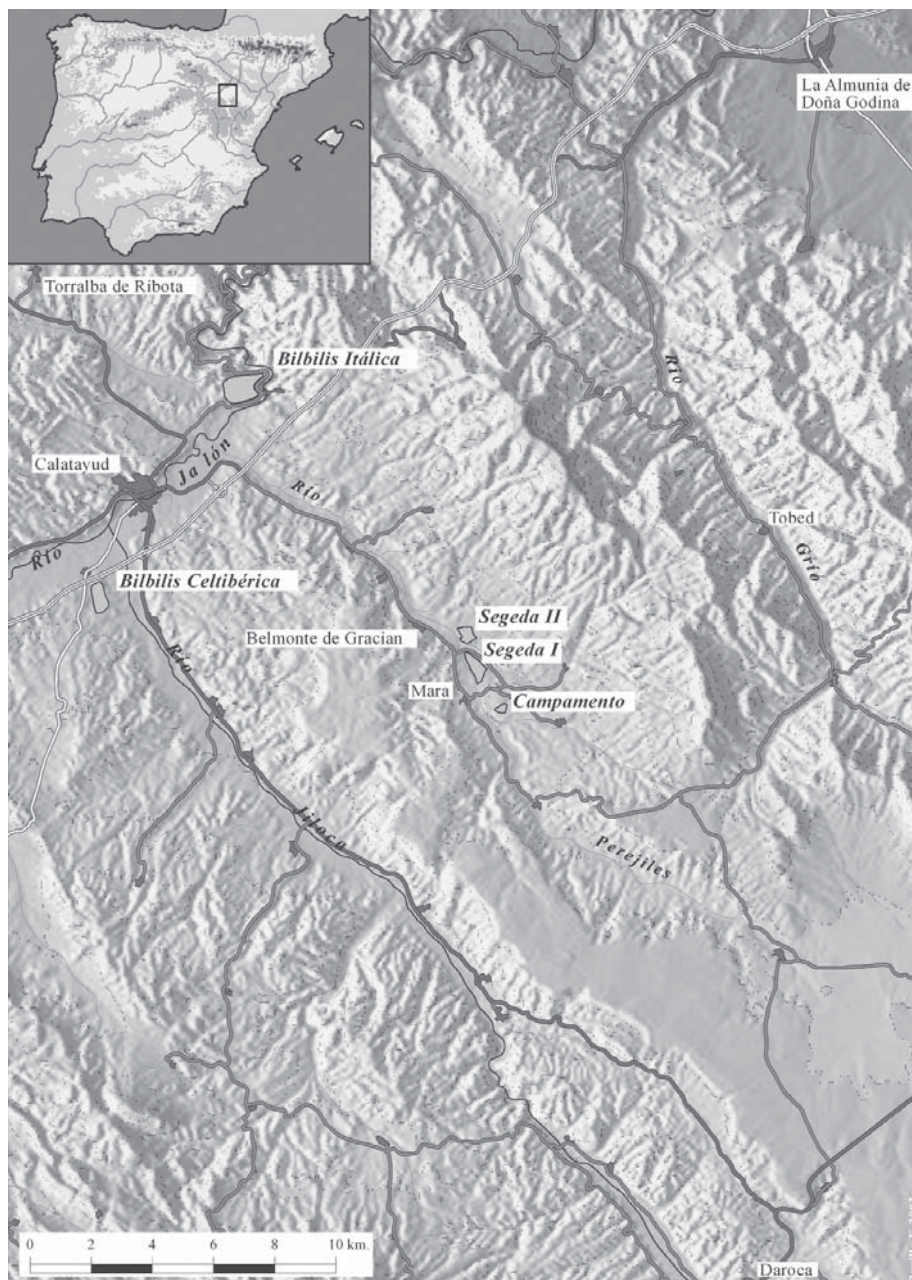 La Almunia de
Doña Godina
Torralba de Ribota
Bilbilis Itálica
Río
Ja lón
Calatayud
Río
Tobed
Río
Grío
Bilbilis Celtibérica
Segeda II
Belmonte de Gracian
Segeda I
Río
Mara
Campamento
Jiloca
Perejiles
0 2 4 6 8 10 km.
Daroca